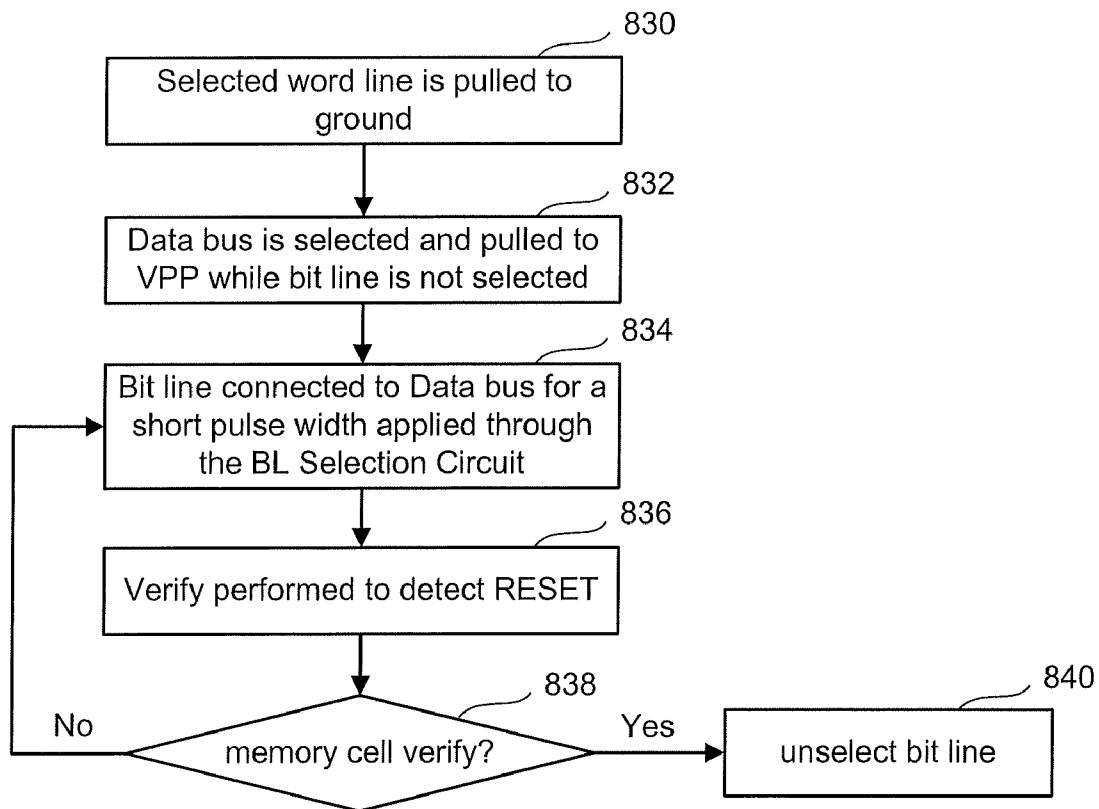 830
Selected word line is pulled to
ground
832
Data bus is selected and pulled to
VPP while bit line is not selected
834
Bit line connected to Data bus for a
short pulse width applied through
the BL Selection Circuit
836
Verify performed to detect RESET
838
memory cell verify?
No
Yes
840
unselect bit line